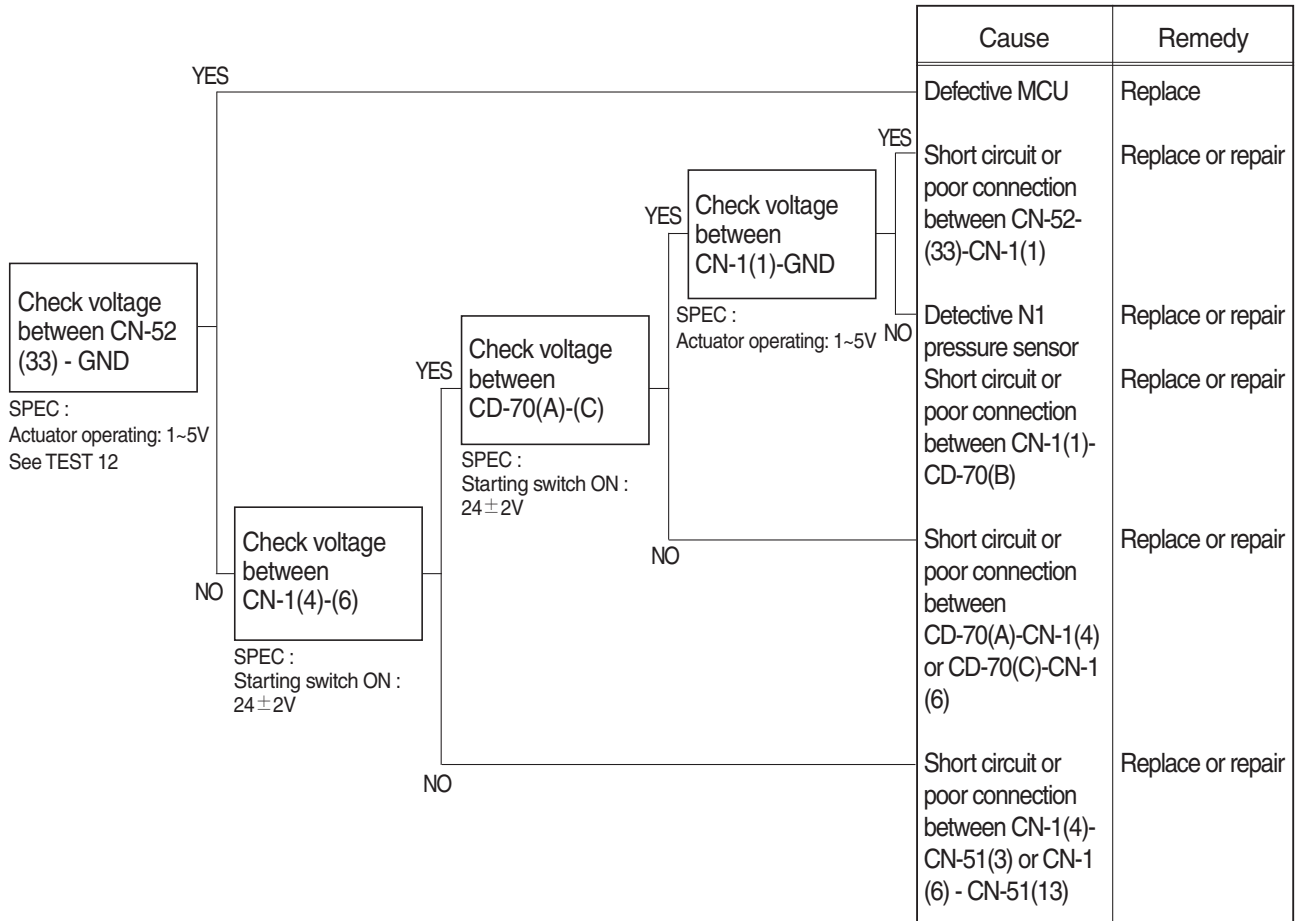 Cause
Remedy
YES
Defective MCU
Replace
YES
Short circuit or
poor connection
between CN-52-
(33)-CN-1(1)
Replace or repair
YES
Check voltage
between
CN-1(1)-GND
SPEC :
Actuator operating: 1~5V
NO
Detective N1
pressure sensor
Replace or repair
Short circuit or
poor connection
between CN-1(1)-
CD-70(B)
Replace or repair
Check voltage
between CN-52
(33) - GND
SPEC :
Actuator operating: 1~5V
See TEST 12
YES
Check voltage
between
CD-70(A)-(C)
SPEC :
Starting switch ON :
24±2V
NO
Short circuit or
poor connection
between
CD-70(A)-CN-1(4)
or CD-70(C)-CN-1
(6)
Replace or repair
NO
Check voltage
between
CN-1(4)-(6)
SPEC :
Starting switch ON :
24±2V
NO
Short circuit or
poor connection
between CN-1(4)-
CN-51(3) or CN-1
(6) - CN-51(13)
Replace or repair